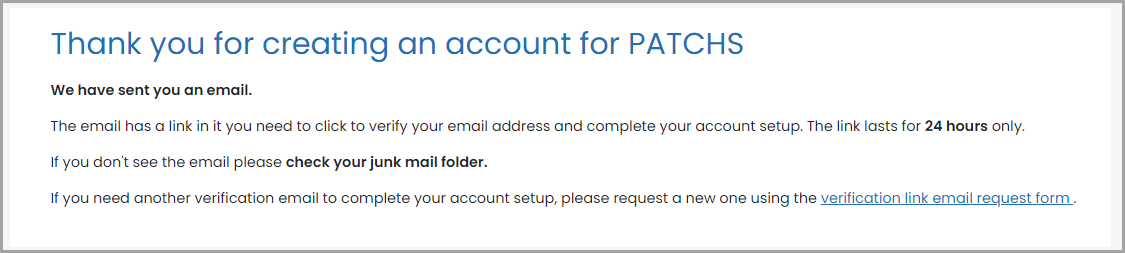 Thank you for creating an account for PATCHS
We have sent you an email.
The email has a link in it you need to click to verify your email address and complete your account setup. The link lasts for 24 hours only.
If you don't see the email please check your junk mail folder.
If you need another verification email to complete your account setup, please request a new one using the verification link email request form .